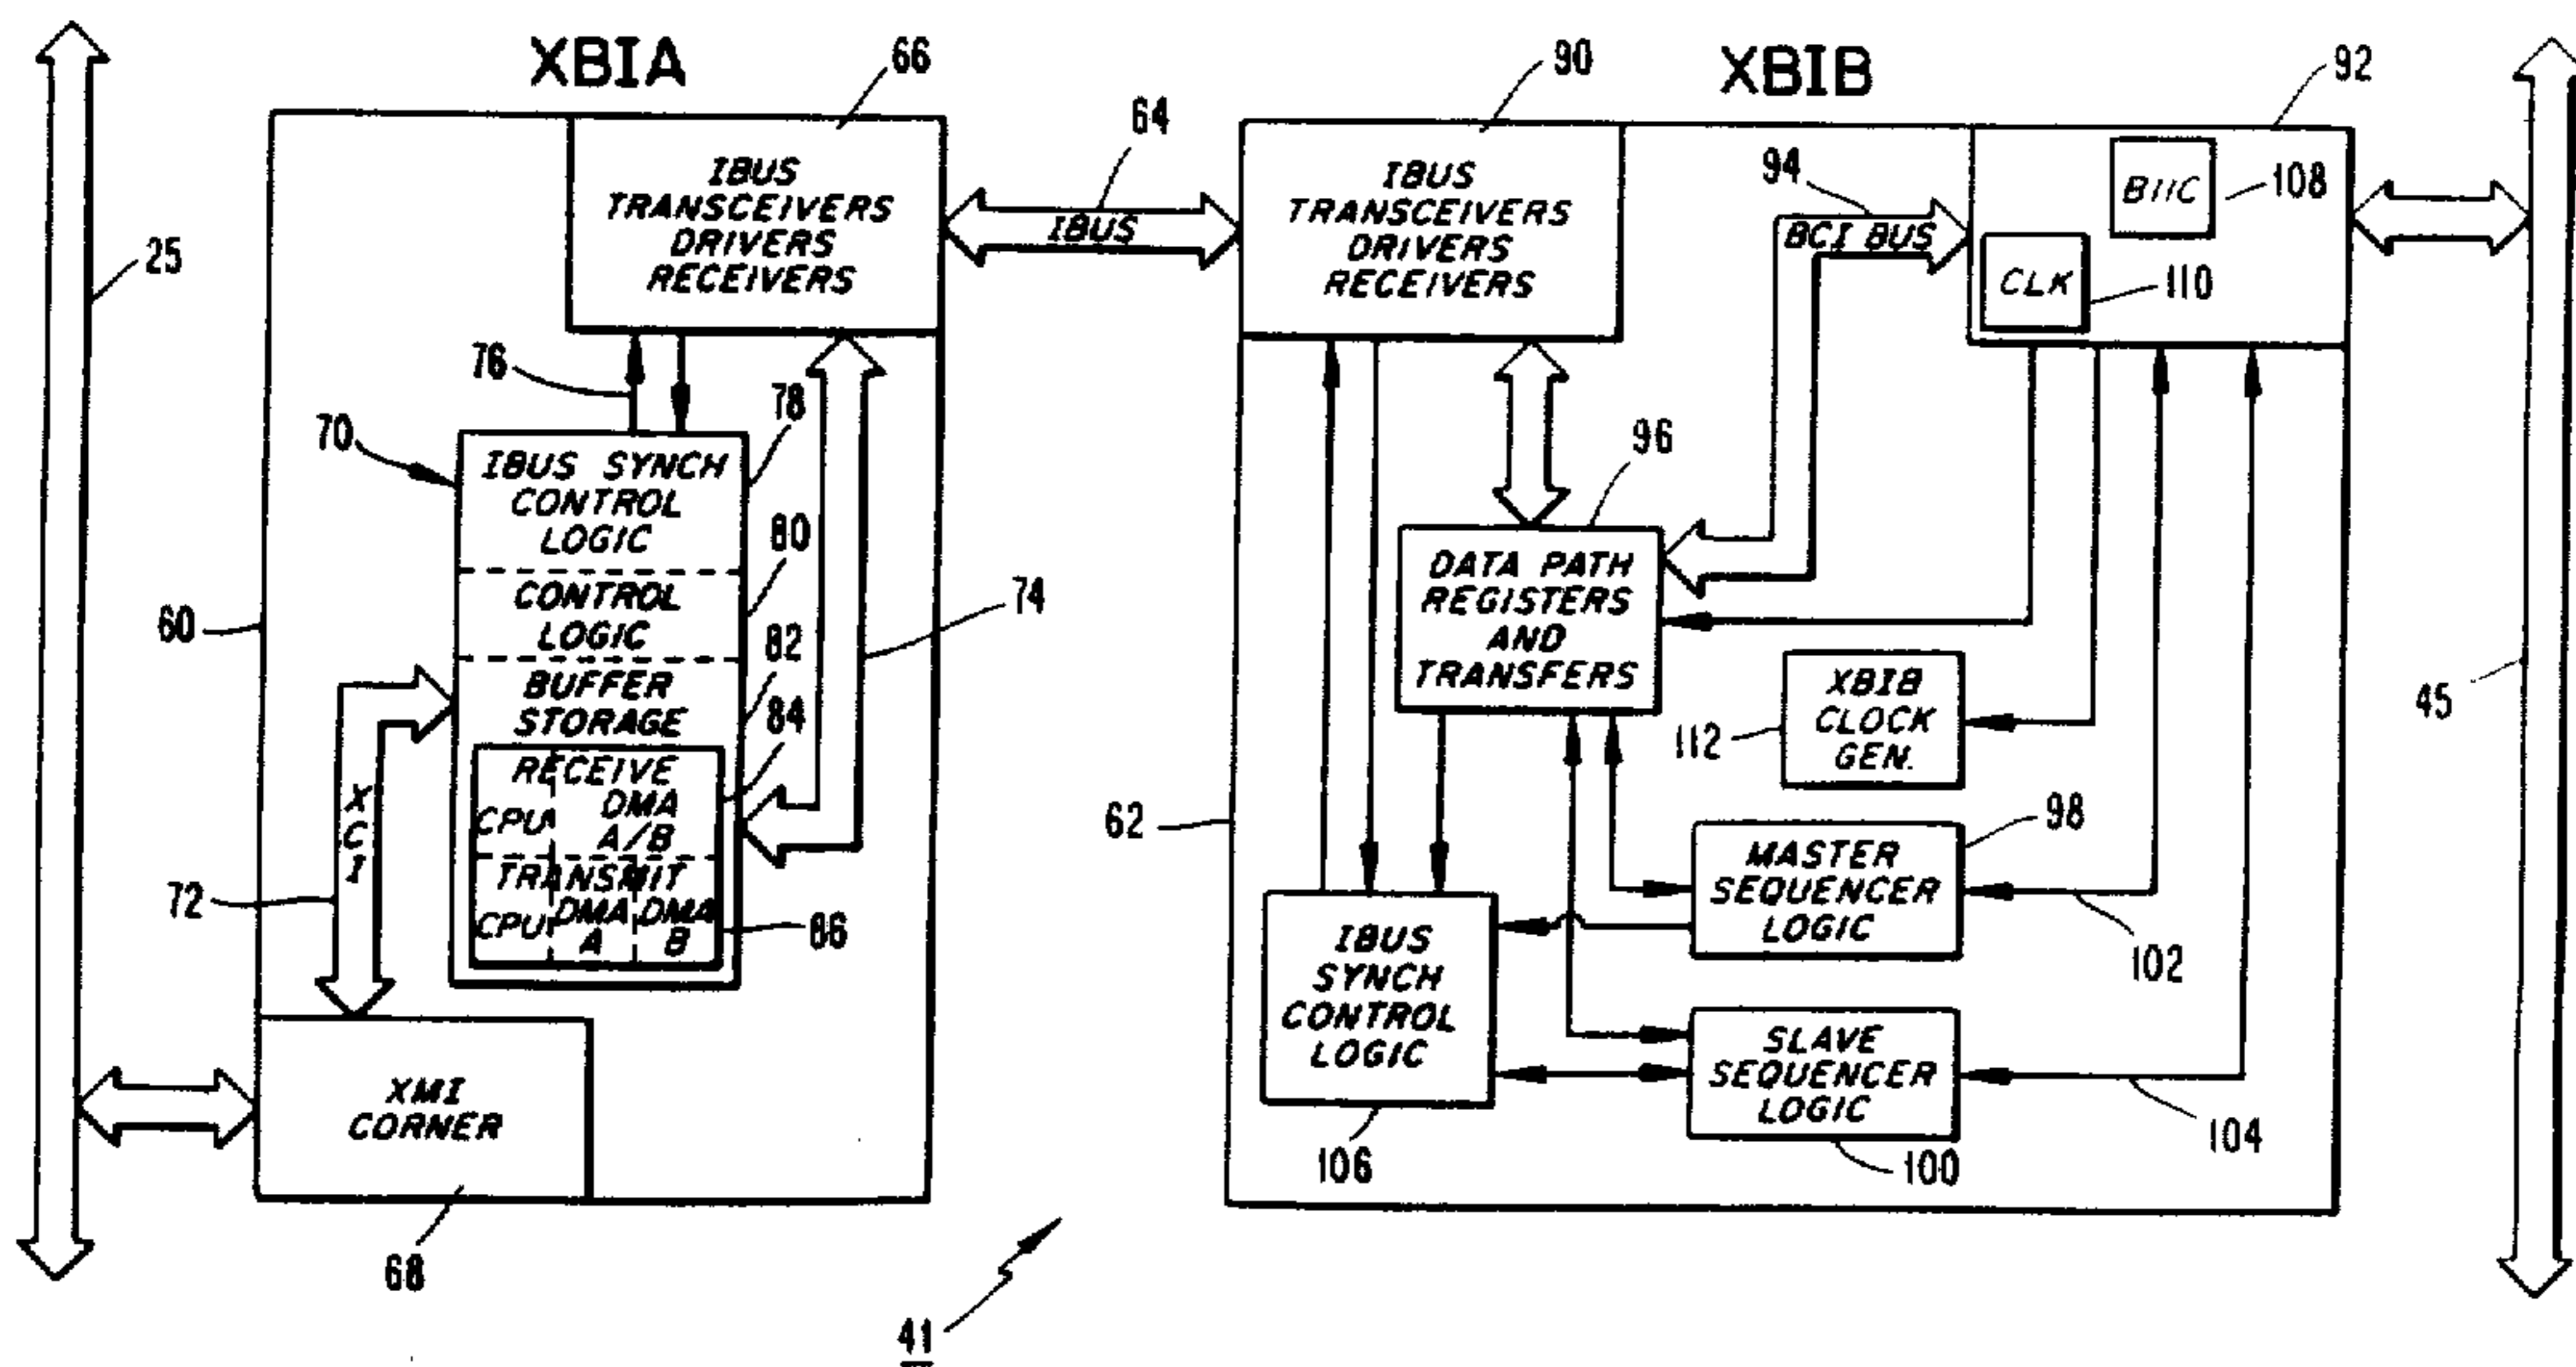 XBIA
66
IBUS
TRANSCEIVERS
DRIVERS
RECEIVERS
64
IBUS
25
76
78
70
IBUS SYNCH
CONTROL
LOGIC
80
CONTROL
LOGIC
74
60
82
BUFFER
STORAGE
84
RECEIVE
CPU
DMA
A/B
TRANSMIT
CPU
DMA
A
DMA
B
86
XCI
72
XMI
CORNER
68
XBIB
90
92
IBUS
TRANSCEIVERS
DRIVERS
RECEIVERS
94
BCI BUS
BIIC
108
CLK
110
96
DATA PATH
REGISTERS
AND
TRANSFERS
45
XBIB
CLOCK
GEN.
112
62
98
MASTER
SEQUENCER
LOGIC
102
IBUS
SYNCH
CONTROL
LOGIC
SLAVE
SEQUENCER
LOGIC
104
106
100
41